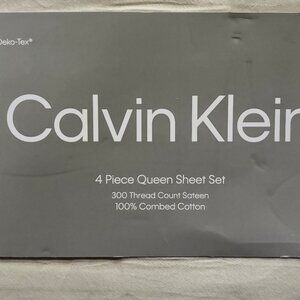 Oeko-Tex®
Calvin Klein
4 Piece Queen Sheet Set
300 Thread Count Sateen
100% Combed Cotton